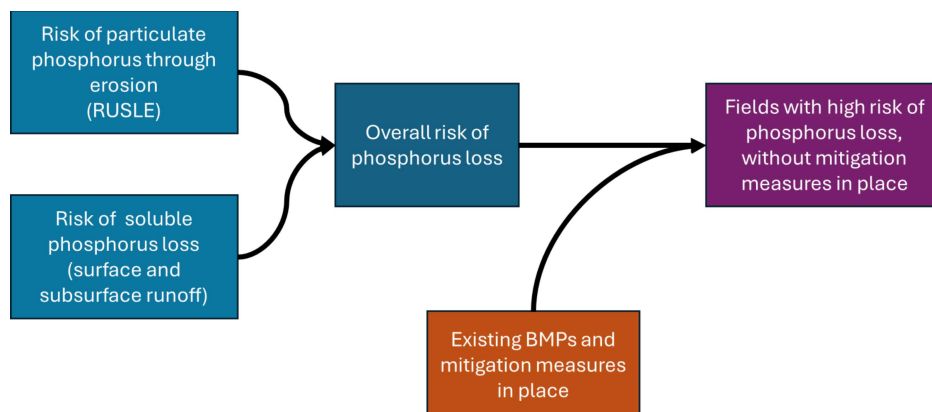 Risk of particulate
phosphorus through
erosion
(RUSLE)
Risk of  soluble
phosphorus loss
(surface and
subsurface runoff)
Overall risk of
phosphorus loss
Existing BMPs and
mitigation measures
in place
Fields with high risk of
phosphorus loss,
without mitigation
measures in place